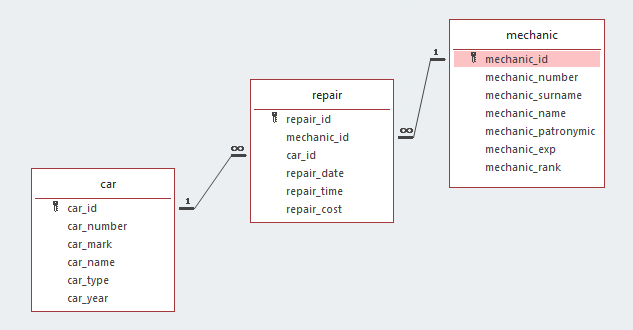 mechanic
mechanic_id
mechanic_number
mechanic_surname
mechanic_name
mechanic_patronymic
mechanic_exp
mechanic_rank
1
repair
repair_id
mechanic_id
car_id
repair_date
repair_time
repair_cost
∞
∞
car
car_id
car_number
car_mark
car_name
car_type
car_year
1